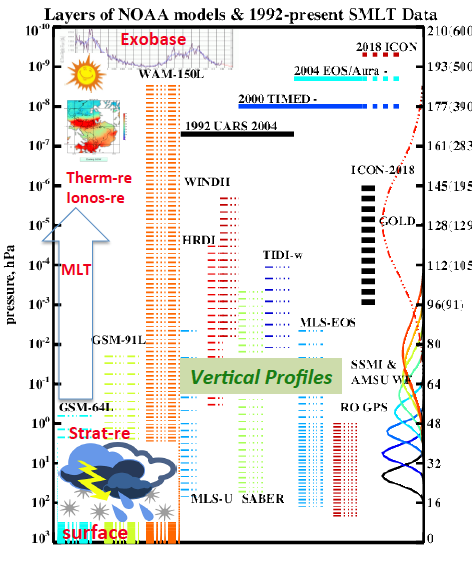 Layers of NOAA models & 1992-present SMLT Data
10⁻¹⁰
210(600
Exobase
2018 ICON
10⁻⁹
193(500
WAM-150L
2004 EOS/Aura -
10⁻⁸
2000 TIMED -
177(390
1992 UARS 2004
10⁻⁷
161(283
Therm-re
WINDII
ICON-2018
10⁻⁶
145(195
Ionos-re
GOLD
10⁻⁵
128(129
HRDI
TIDI-w
MLT
10⁻⁴
112(105
pressure, hPa
10⁻³
96(91)
MLS-EOS
GSM-91L
10⁻²
80
SSMI &
Vertical Profiles
AMSU WF
10⁻¹
64
GSM-64L
RO GPS
10⁰
48
Strat-re
10¹
32
MLS-U SABER
10²
16
surface
10³
0